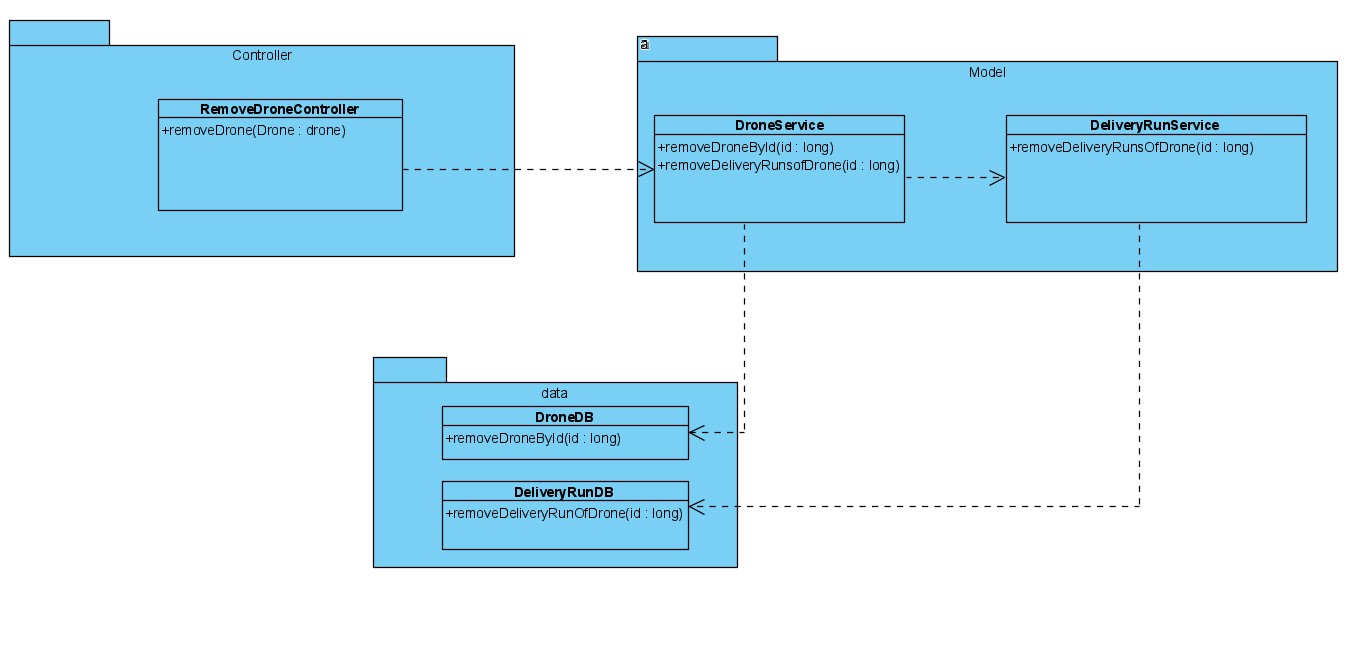 Controller
RemoveDroneController
+removeDrone(Drone : drone)
a
Model
DroneService
+removeDroneById(id : long)
+removeDeliveryRunsofDrone(id : long)
DeliveryRunService
+removeDeliveryRunsOfDrone(id : long)
data
DroneDB
+removeDroneById(id : long)
DeliveryRunDB
+removeDeliveryRunOfDrone(id : long)